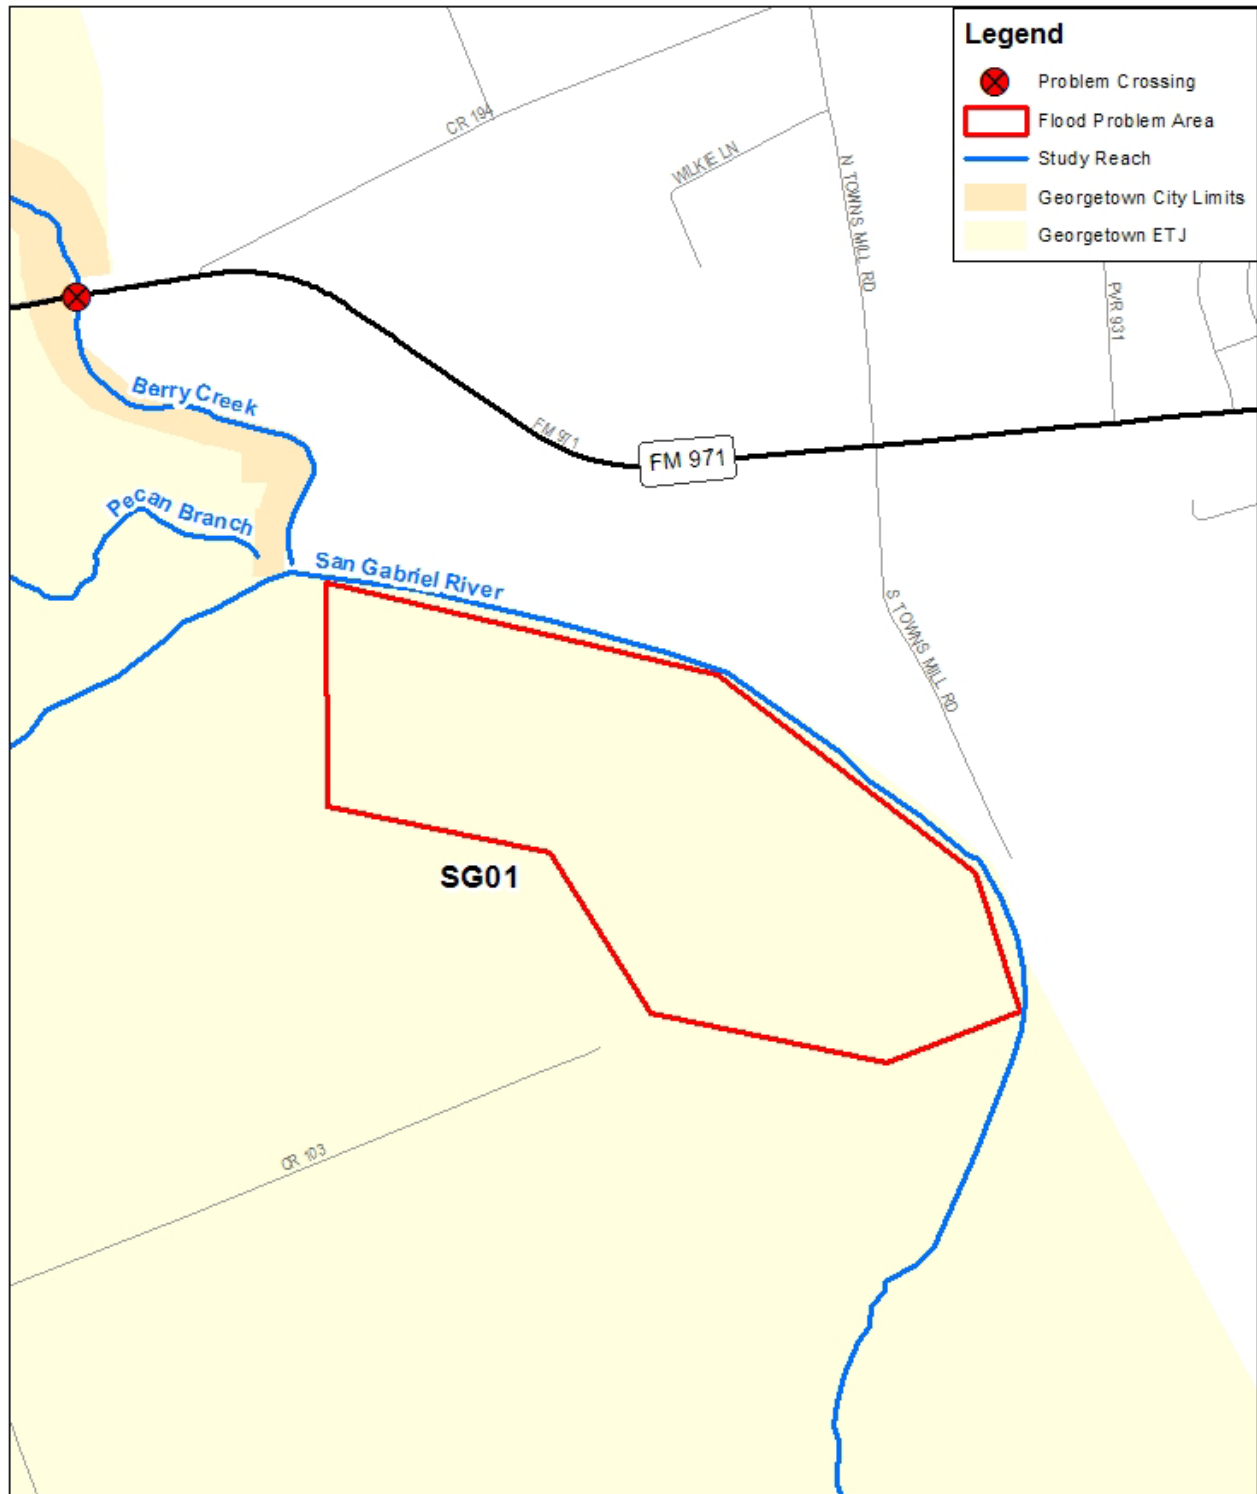 Legend
Problem Crossing
Flood Problem Area
Study Reach
Georgetown City Limits
Georgetown ETJ
CR 194
WILKIE LN
N TOWNS MILL RD
PVR 931
Berry Creek
FM 971
FM 971
Pecan Branch
San Gabriel River
S TOWNS MILL RD
SG01
CR 103